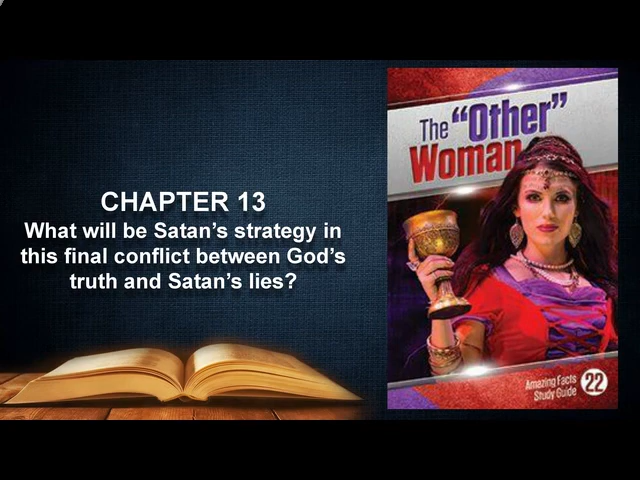 CHAPTER 13
What will be Satan’s strategy in
this final conflict between God’s
truth and Satan’s lies?
The “Other”
Woman
Amazing Facts
Study Guide
22